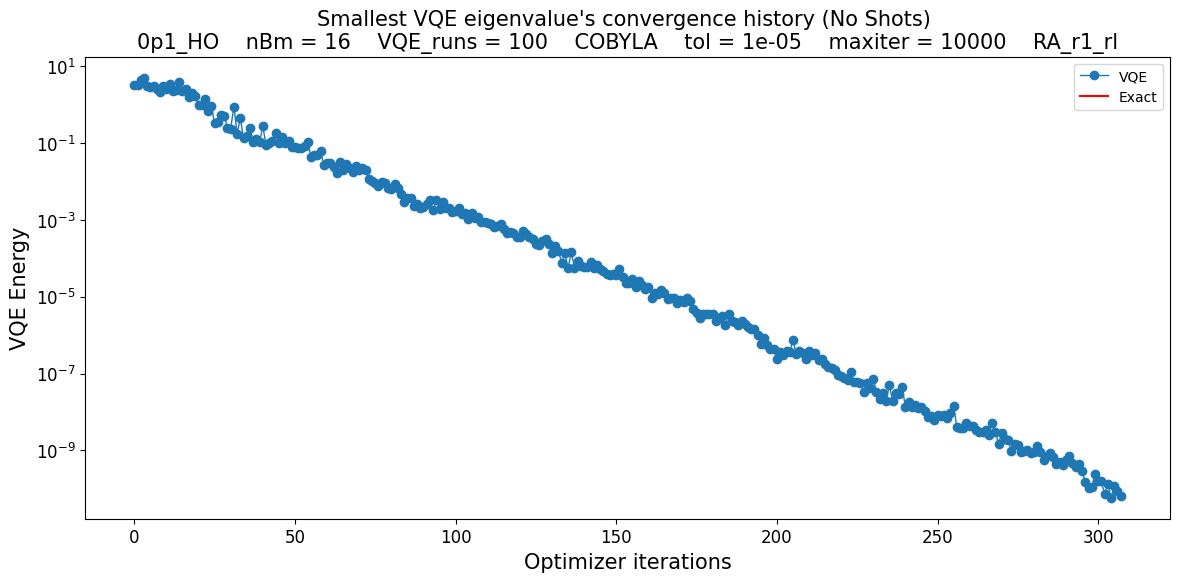 Smallest VQE eigenvalue's convergence history (No Shots)
0p1_HO    nBm = 16    VQE_runs = 100    COBYLA    tol = 1e-05    maxiter = 10000    RA_r1_rl
VQE
Exact
VQE Energy
10¹
10⁻¹
10⁻³
10⁻⁵
10⁻⁷
10⁻⁹
0 50 100 150 200 250 300
Optimizer iterations